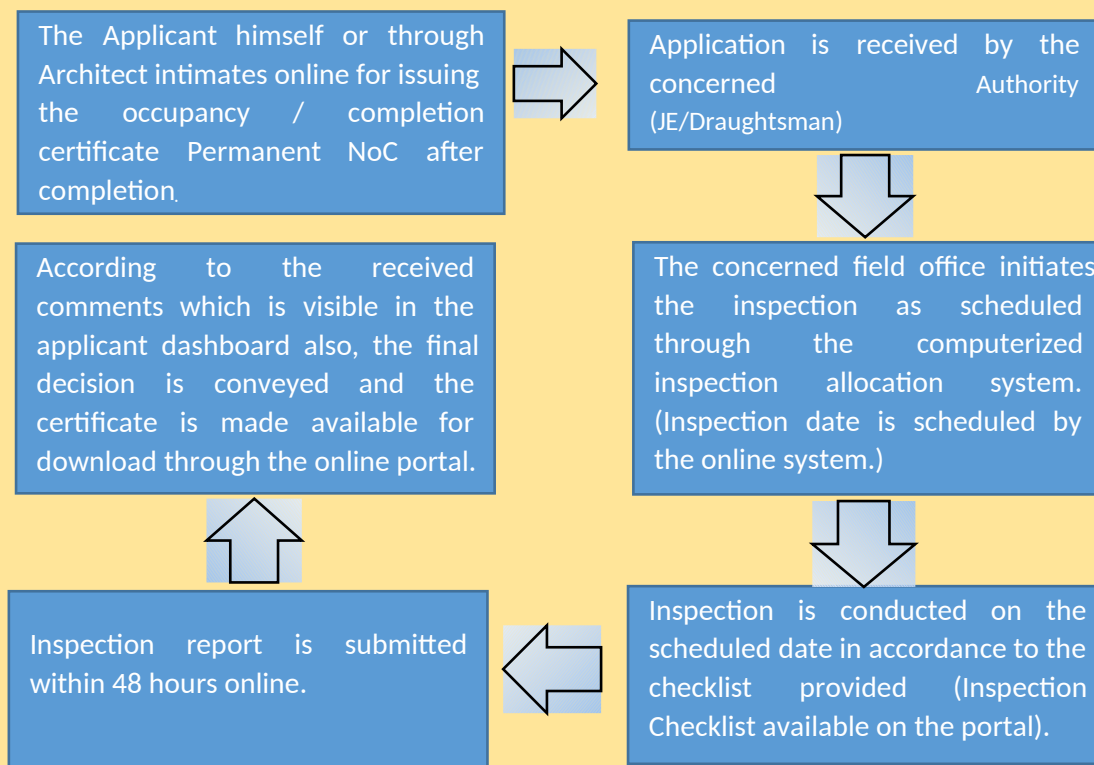 The Applicant himself or through
Architect intimates online for issuing
the occupancy / completion
certificate Permanent NoC after
completion.
Application is received by the
concerned Authority
(JE/Draughtsman)
The concerned field office initiates
the inspection as scheduled
through the computerized
inspection allocation system.
(Inspection date is scheduled by
the online system.)
Inspection is conducted on the
scheduled date in accordance to the
checklist provided (Inspection
Checklist available on the portal).
Inspection report is submitted
within 48 hours online.
According to the received
comments which is visible in the
applicant dashboard also, the final
decision is conveyed and the
certificate is made available for
download through the online portal.